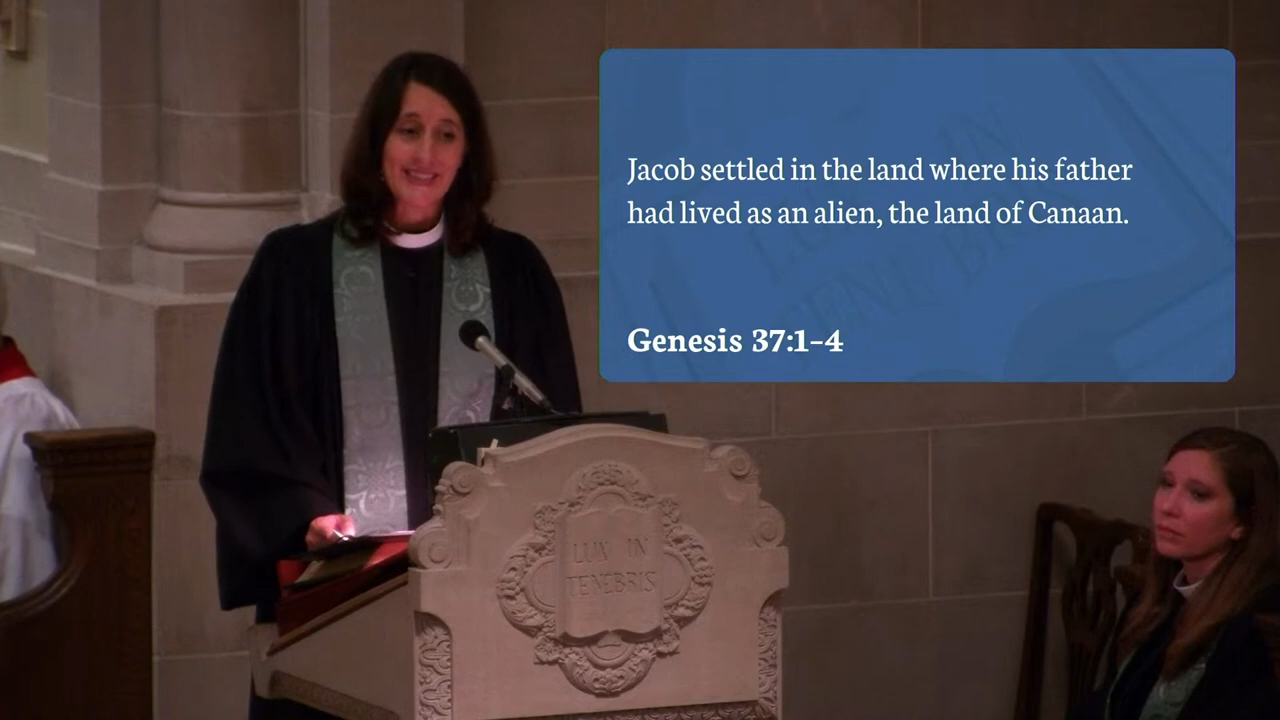 Jacob settled in the land where his father
had lived as an alien, the land of Canaan.
Genesis 37:1–4
LUX IN
TENEBRIS